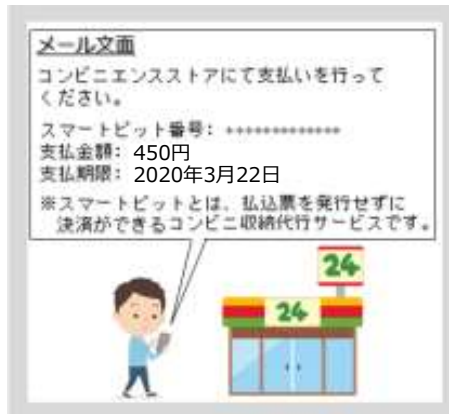 メール文面
コンビニエンスストアにて支払いを行って
ください。
スマートピット番号: *************
支払金額: 450円
支払期限: 2020年3月22日
※スマートピットとは、払込票を発行せずに
決済ができるコンビニ収納代行サービスです。
24
24